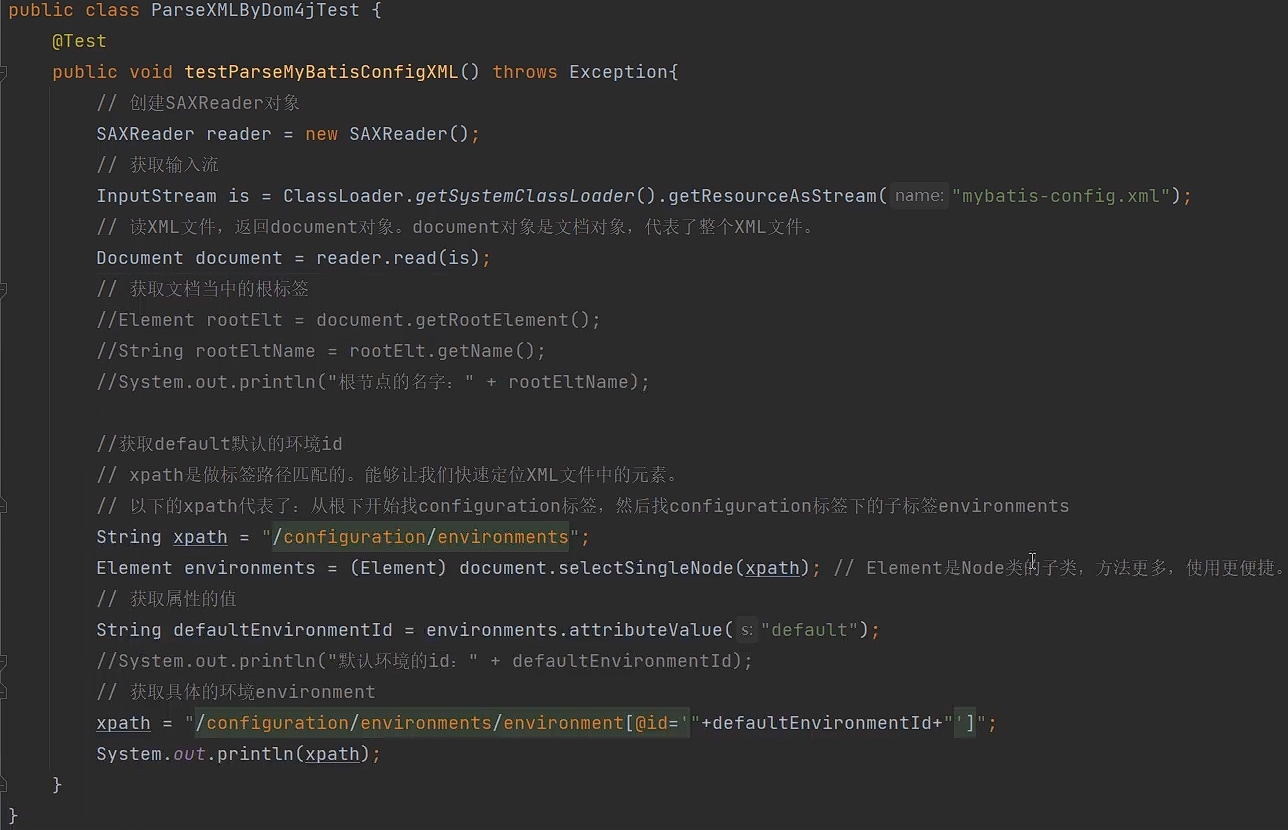 public class ParseXMLByDom4jTest {
    @Test
    public void testParseMyBatisConfigXML() throws Exception{
        // 创建SAXReader对象
        SAXReader reader = new SAXReader();
        // 获取输入流
        InputStream is = ClassLoader.getSystemClassLoader().getResourceAsStream( name: "mybatis-config.xml");
        // 读XML文件，返回document对象。document对象是文档对象，代表了整个XML文件。
        Document document = reader.read(is);
        // 获取文档当中的根标签
        //Element rootElt = document.getRootElement();
        //String rootEltName = rootElt.getName();
        //System.out.println("根节点的名字：" + rootEltName);
        //获取default默认的环境id
        // xpath是做标签路径匹配的。能够让我们快速定位XML文件中的元素。
        // 以下的xpath代表了：从根下开始找configuration标签，然后找configuration标签下的子标签environments
        String xpath = "/configuration/environments";
        Element environments = (Element) document.selectSingleNode(xpath); // Element是Node类的子类，方法更多，使用更便捷。
        // 获取属性的值
        String defaultEnvironmentId = environments.attributeValue( s: "default");
        //System.out.println("默认环境的id：" + defaultEnvironmentId);
        // 获取具体的环境environment
        xpath = "/configuration/environments/environment[@id='"+defaultEnvironmentId+"']";
        System.out.println(xpath);
    }
}